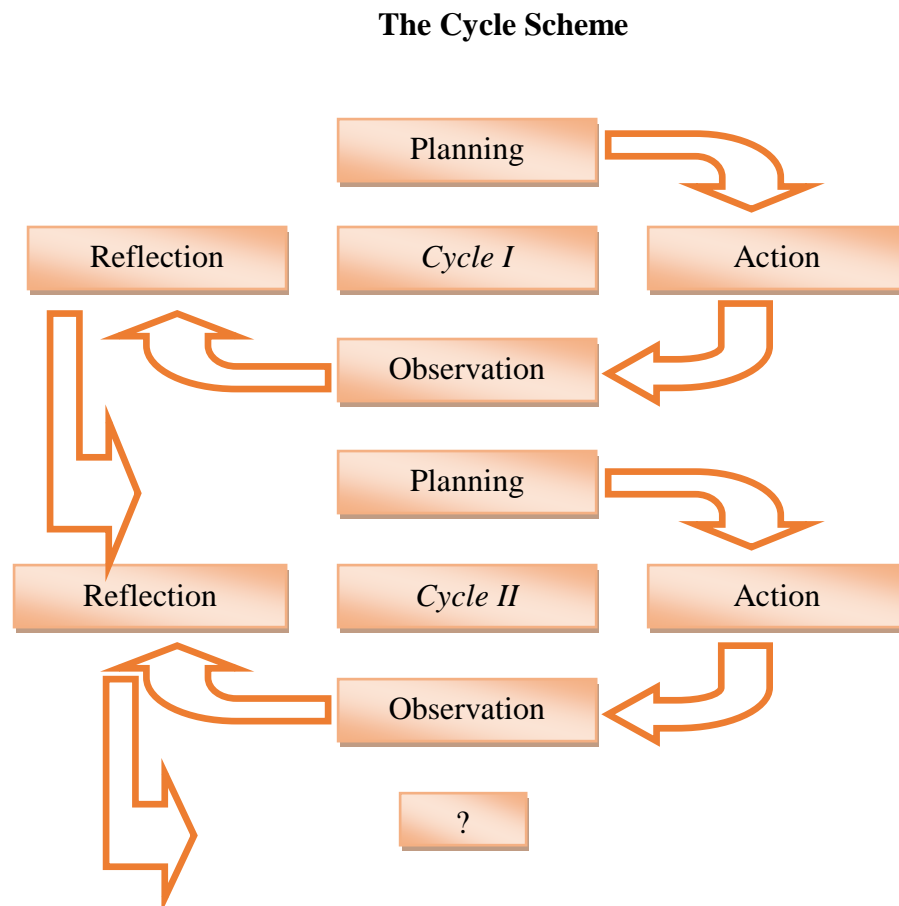 The Cycle Scheme
Planning
Reflection
Cycle I
Action
Observation
Planning
Reflection
Cycle II
Action
Observation
?